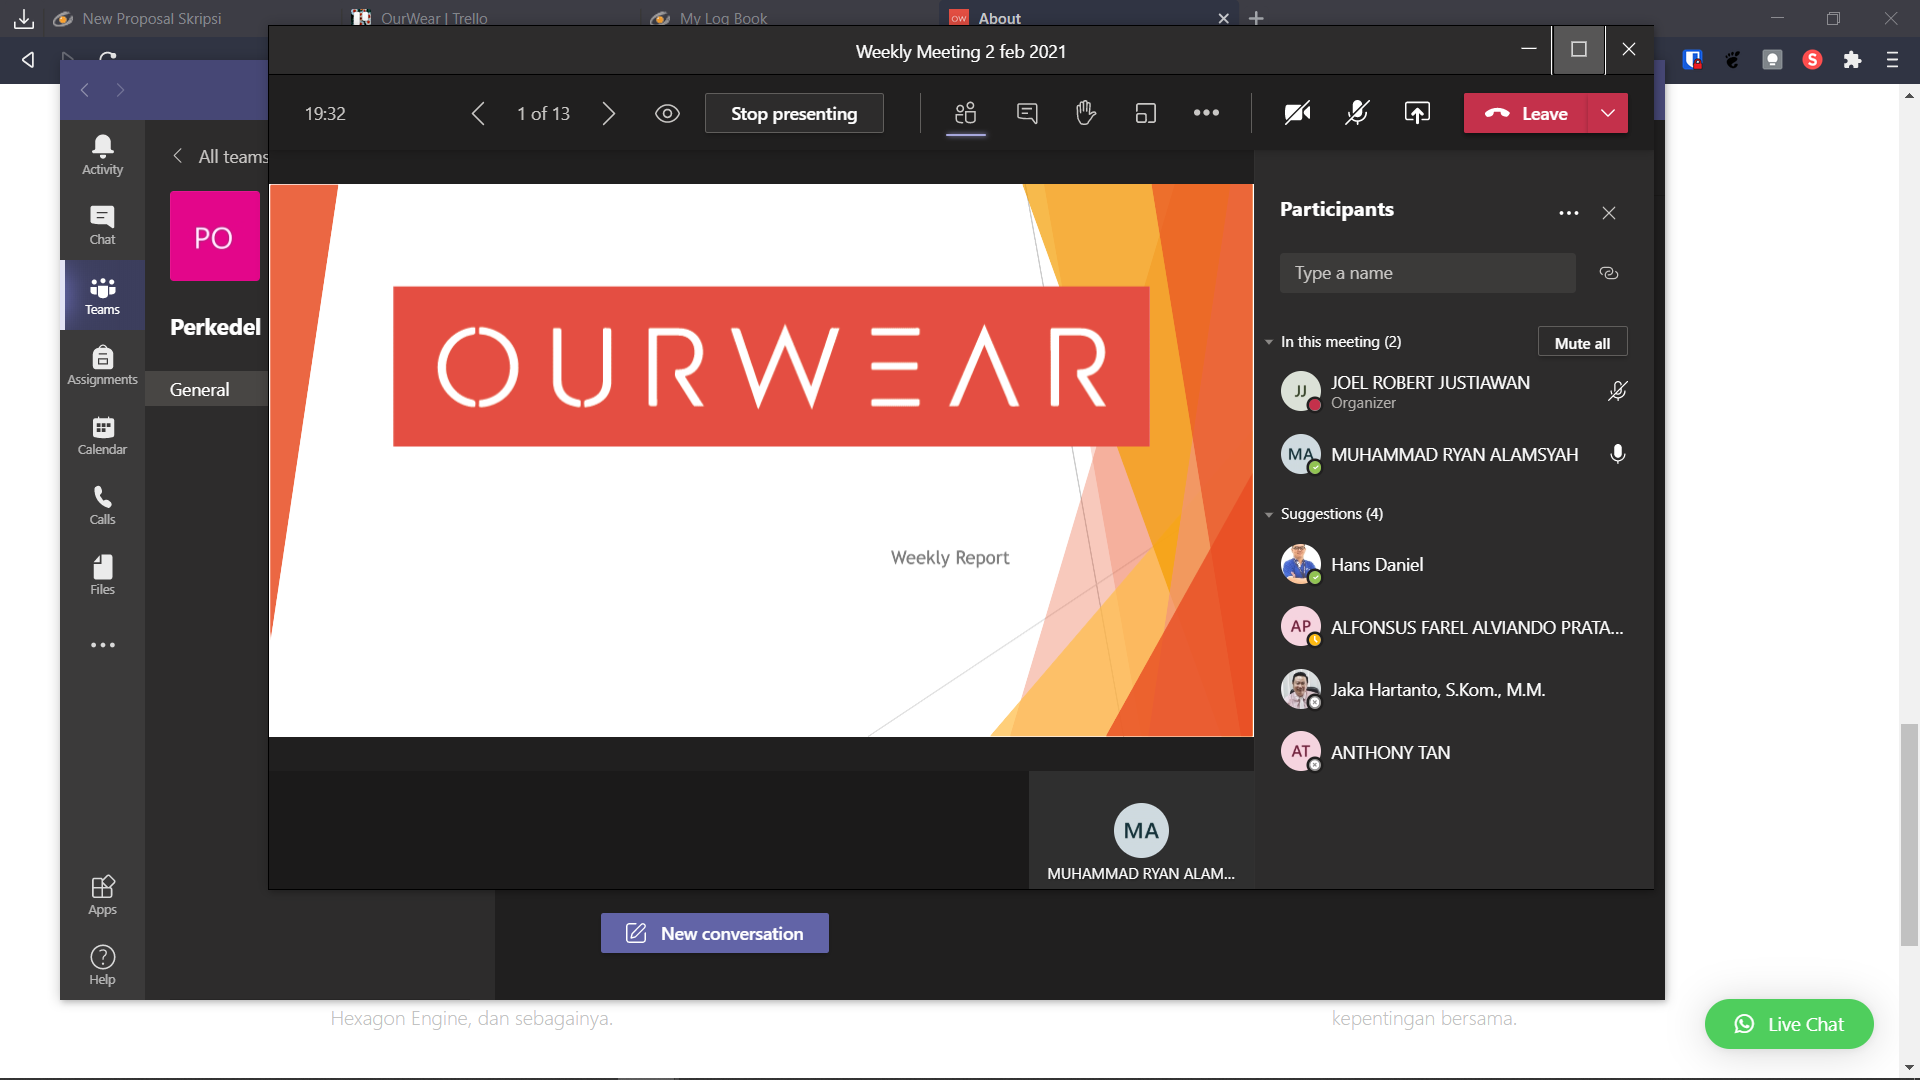 New Proposal Skripsi
OurWear | Trello
My Log Book
OW
About
Weekly Meeting 2 feb 2021
19:32
1 of 13
Stop presenting
Leave
Activity
Chat
Teams
Assignments
Calendar
Calls
Files
Apps
Help
All teams
PO
Perkedel
General
OURWEAR
Weekly Report
MA
MUHAMMAD RYAN ALAM...
Participants
Type a name
In this meeting (2)
Mute all
JJ
JOEL ROBERT JUSTIAWAN
Organizer
MA
MUHAMMAD RYAN ALAMSYAH
Suggestions (4)
Hans Daniel
AP
ALFONSUS FAREL ALVIANDO PRATA...
Jaka Hartanto, S.Kom., M.M.
AT
ANTHONY TAN
New conversation
Hexagon Engine, dan sebagainya.
kepentingan bersama.
Live Chat
S